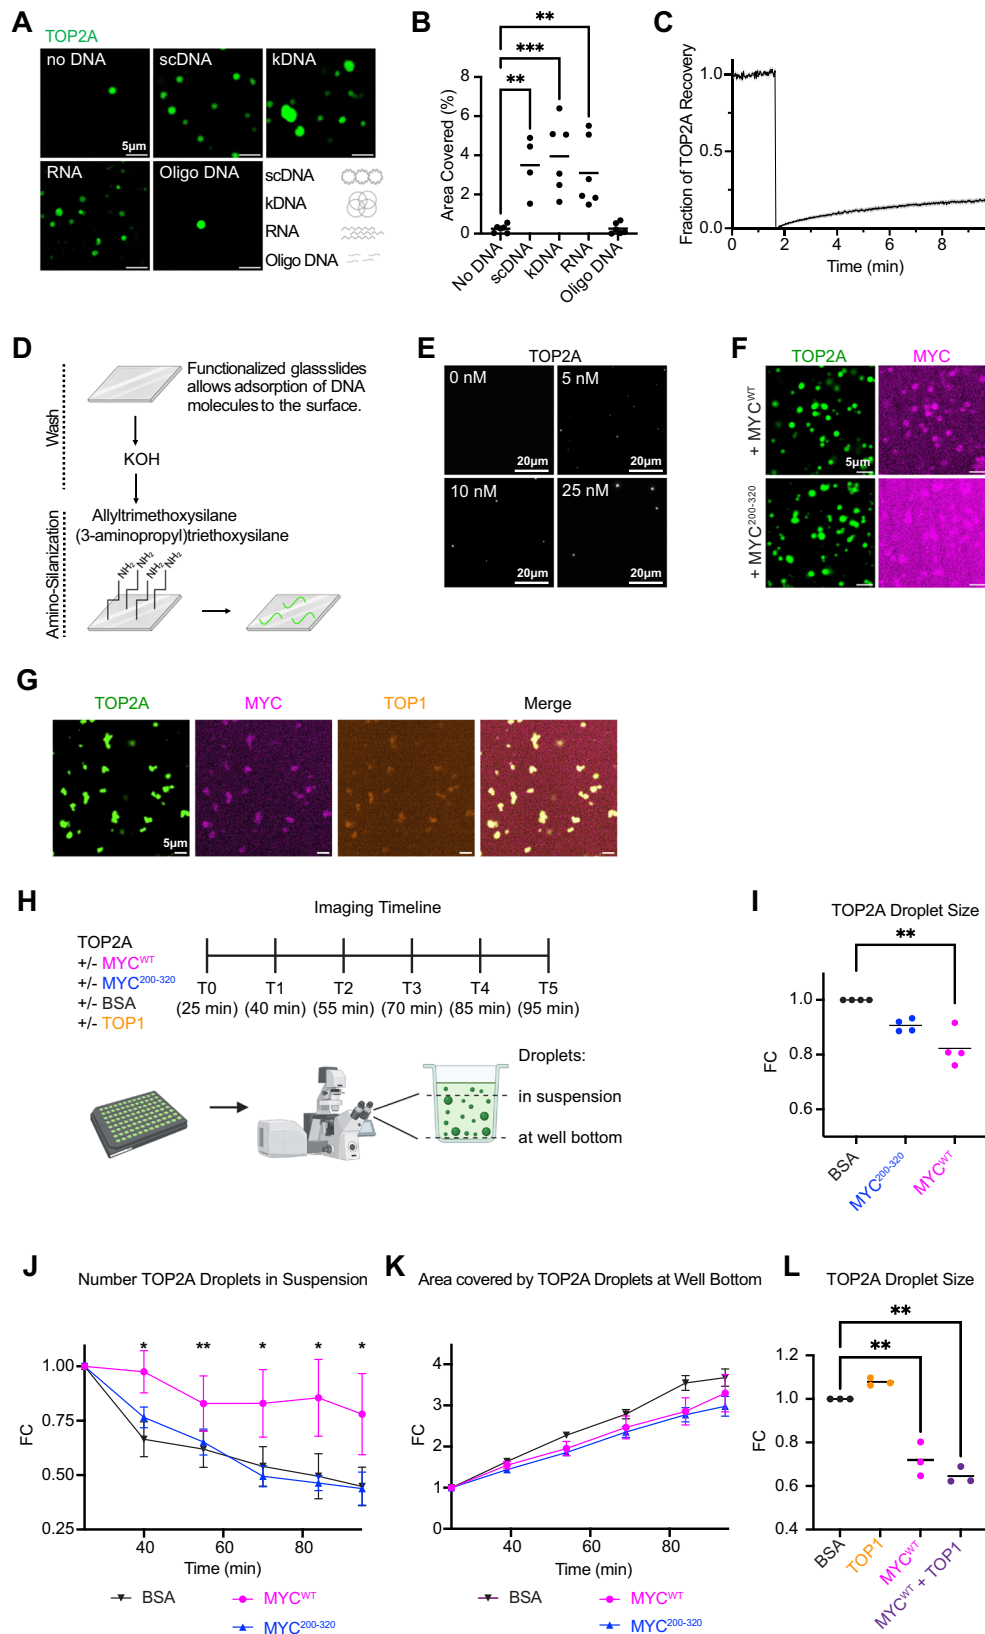 A
TOP2A
no DNA
scDNA
kDNA
5µm
RNA
Oligo DNA
scDNA
kDNA
RNA
Oligo DNA
B
**
***
**
Area Covered (%)
8
6
4
2
0
No DNA
scDNA
kDNA
RNA
Oligo DNA
C
Fraction of TOP2A Recovery
1.0
0.5
0
0 2 4 6 8
Time (min)
D
Wash
Functionalized glassslides
allows adsorption of DNA
molecules to the surface.
KOH
Amino-Silanization
Allyltrimethoxysilane
(3-aminopropyl)triethoxysilane
NH₂ NH₂ NH₂ NH₂
E
TOP2A
0 nM
5 nM
20µm
20µm
10 nM
25 nM
20µm
20µm
F
TOP2A
MYC
+ MYC^WT
5µm
+ MYC^200-320
G
TOP2A
MYC
TOP1
Merge
5µm
H
Imaging Timeline
TOP2A
+/- MYC^WT
+/- MYC^200-320
+/- BSA
+/- TOP1
T0 T1 T2 T3 T4 T5
(25 min) (40 min) (55 min) (70 min) (85 min) (95 min)
Droplets:
in suspension
at well bottom
I
TOP2A Droplet Size
**
FC
1.0
0.8
0.6
BSA
MYC^200-320
MYC^WT
J
Number TOP2A Droplets in Suspension
* ** * * *
FC
1.00
0.75
0.50
0.25
40 60 80
Time (min)
BSA
MYC^WT
MYC^200-320
K
Area covered by TOP2A Droplets at Well Bottom
FC
4
3
2
1
0
40 60 80
Time (min)
BSA
MYC^WT
MYC^200-320
L
TOP2A Droplet Size
**
**
FC
1.2
1.0
0.8
0.6
0.4
BSA
TOP1
MYC^WT
MYC^WT + TOP1